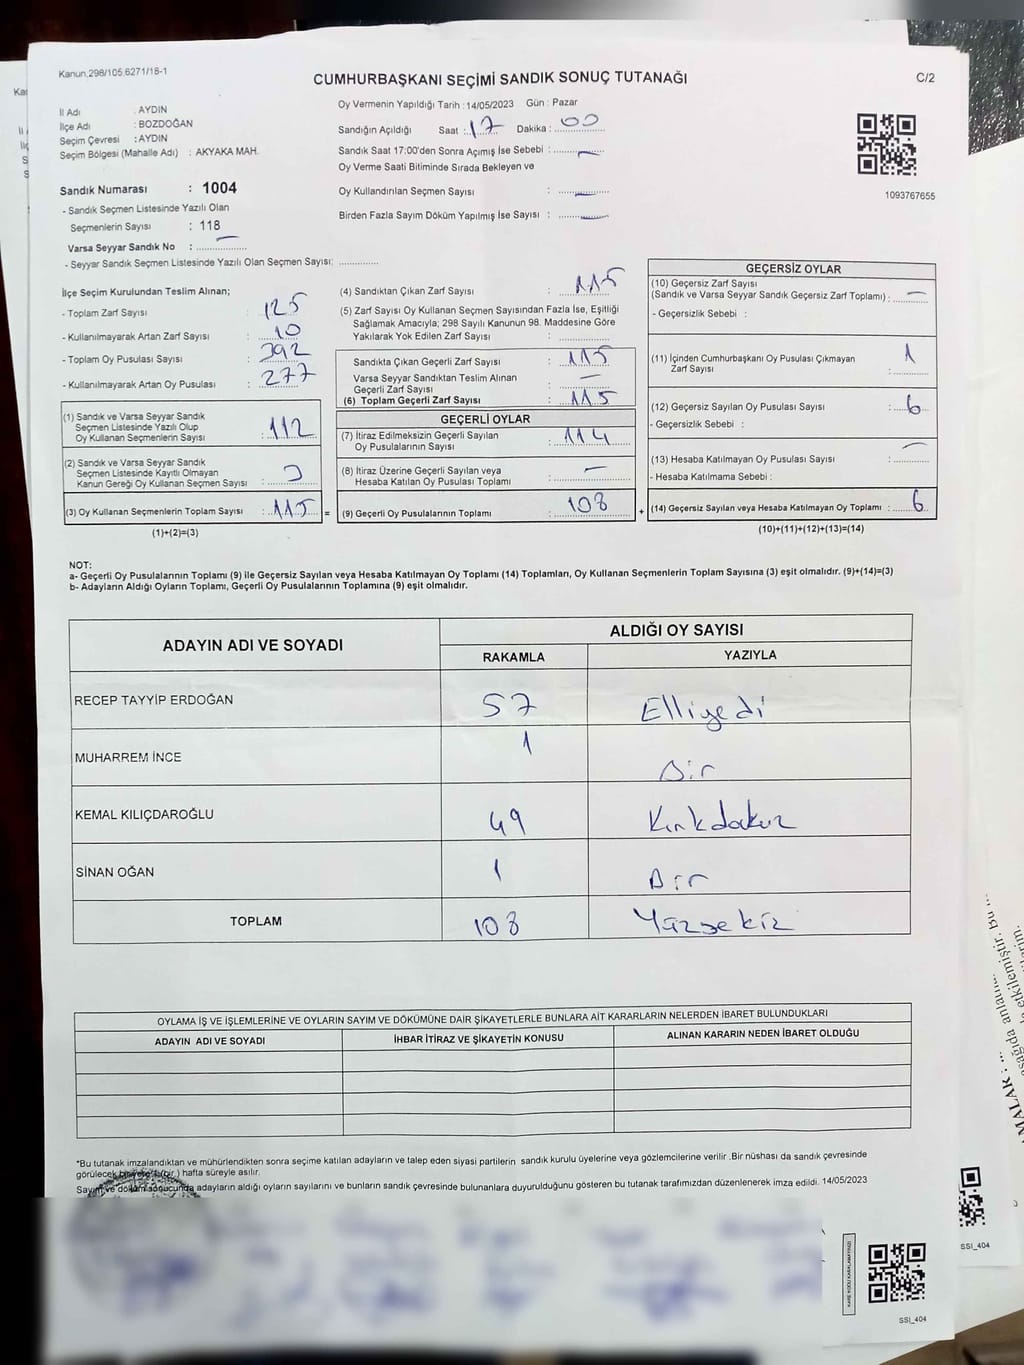 Kanun,298/105.6271/18-1
CUMHURBAŞKANI SEÇİMİ SANDIK SONUÇ TUTANAĞI
C/2
İl Adı : AYDIN
İlçe Adı : BOZDOĞAN
Seçim Çevresi : AYDIN
Seçim Bölgesi (Mahalle Adı) : AKYAKA MAH.
Oy Vermenin Yapıldığı Tarih : 14/05/2023 Gün : Pazar
Sandığın Açıldığı Saat : 17 Dakika : 00
Sandık Saat 17:00'den Sonra Açımış İse Sebebi : –
Oy Verme Saati Bitiminde Sırada Bekleyen ve
Oy Kullandırılan Seçmen Sayısı : –
Birden Fazla Sayım Döküm Yapılmış İse Sayısı : –
1093767655
Sandık Numarası : 1004
- Sandık Seçmen Listesinde Yazılı Olan
Seçmenlerin Sayısı : 118
Varsa Seyyar Sandık No : –
- Seyyar Sandık Seçmen Listesinde Yazılı Olan Seçmen Sayısı: ..............
İlçe Seçim Kurulundan Teslim Alınan;
- Toplam Zarf Sayısı : 125
- Kullanılmayarak Artan Zarf Sayısı : 10
- Toplam Oy Pusulası Sayısı : 392
- Kullanılmayarak Artan Oy Pusulası : 277
(1) Sandık ve Varsa Seyyar Sandık
Seçmen Listesinde Yazılı Olup
Oy Kullanan Seçmenlerin Sayısı : 112
(2) Sandık ve Varsa Seyyar Sandık
Seçmen Listesinde Kayıtlı Olmayan
Kanun Gereği Oy Kullanan Seçmen Sayısı : 3
(3) Oy Kullanan Seçmenlerin Toplam Sayısı : 115 =
(1)+(2)=(3)
(4) Sandıktan Çıkan Zarf Sayısı : 115
(5) Zarf Sayısı Oy Kullanan Seçmen Sayısından Fazla İse, Eşitliği
Sağlamak Amacıyla; 298 Sayılı Kanunun 98. Maddesine Göre
Yakılarak Yok Edilen Zarf Sayısı :
Sandıkta Çıkan Geçerli Zarf Sayısı : 115
Varsa Seyyar Sandıktan Teslim Alınan
Geçerli Zarf Sayısı : –
(6) Toplam Geçerli Zarf Sayısı : 115
GEÇERLİ OYLAR
(7) İtiraz Edilmeksizin Geçerli Sayılan
Oy Pusulalarının Sayısı : 114
(8) İtiraz Üzerine Geçerli Sayılan veya
Hesaba Katılan Oy Pusulası Toplamı : –
(9) Geçerli Oy Pusulalarının Toplamı : 108 +
GEÇERSİZ OYLAR
(10) Geçersiz Zarf Sayısı
(Sandık ve Varsa Seyyar Sandık Geçersiz Zarf Toplamı) : –
- Geçersizlik Sebebi :
(11) İçinden Cumhurbaşkanı Oy Pusulası Çıkmayan
Zarf Sayısı : 1
(12) Geçersiz Sayılan Oy Pusulası Sayısı : 6
- Geçersizlik Sebebi :
(13) Hesaba Katılmayan Oy Pusulası Sayısı : –
- Hesaba Katılmama Sebebi :
(14) Geçersiz Sayılan veya Hesaba Katılmayan Oy Toplamı : 6
(10)+(11)+(12)+(13)=(14)
NOT:
a- Geçerli Oy Pusulalarının Toplamı (9) ile Geçersiz Sayılan veya Hesaba Katılmayan Oy Toplamı (14) Toplamları, Oy Kullanan Seçmenlerin Toplam Sayısına (3) eşit olmalıdır. (9)+(14)=(3)
b- Adayların Aldığı Oyların Toplamı, Geçerli Oy Pusulalarının Toplamına (9) eşit olmalıdır.
ADAYIN ADI VE SOYADI
ALDIĞI OY SAYISI
RAKAMLA YAZIYLA
RECEP TAYYİP ERDOĞAN 57 Elliyedi
MUHARREM İNCE 1 Bir
KEMAL KILIÇDAROĞLU 49 Kırkdokuz
SİNAN OĞAN 1 Bir
TOPLAM 108 Yüzsekiz
OYLAMA İŞ VE İŞLEMLERİNE VE OYLARIN SAYIM VE DÖKÜMÜNE DAİR ŞİKAYETLERLE BUNLARA AİT KARARLARIN NELERDEN İBARET BULUNDUKLARI
ADAYIN ADI VE SOYADI İHBAR İTİRAZ VE ŞİKAYETİN KONUSU ALINAN KARARIN NEDEN İBARET OLDUĞU
*Bu tutanak imzalandıktan ve mühürlendikten sonra seçime katılan adayların ve talep eden siyasi partilerin sandık kurulu üyelerine veya gözlemcilerine verilir .Bir nüshası da sandık çevresinde
görülecek bir yere 1 (bir ) hafta süreyle asılır.
Sayım ve döküm sonucunda adayların aldığı oyların sayılarını ve bunların sandık çevresinde bulunanlara duyurulduğunu gösteren bu tutanak tarafımızdan düzenlenerek imza edildi. 14/05/2023
SSI_404
SSI_404